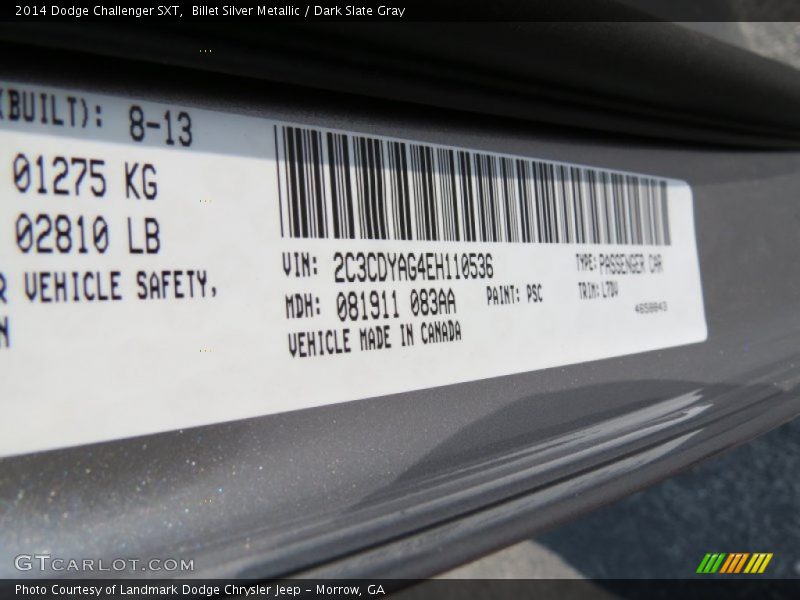 2014 Dodge Challenger SXT,  Billet Silver Metallic / Dark Slate Gray
(BUILT): 8-13
01275 KG
02810 LB
R VEHICLE SAFETY,
N
VIN: 2C3CDYAG4EH110536
TYPE: PASSENGER CAR
MDH: 081911 083AA
PAINT: PSC
TRIM: L7DV
VEHICLE MADE IN CANADA
GTCARLOT.COM
Photo Courtesy of Landmark Dodge Chrysler Jeep - Morrow, GA